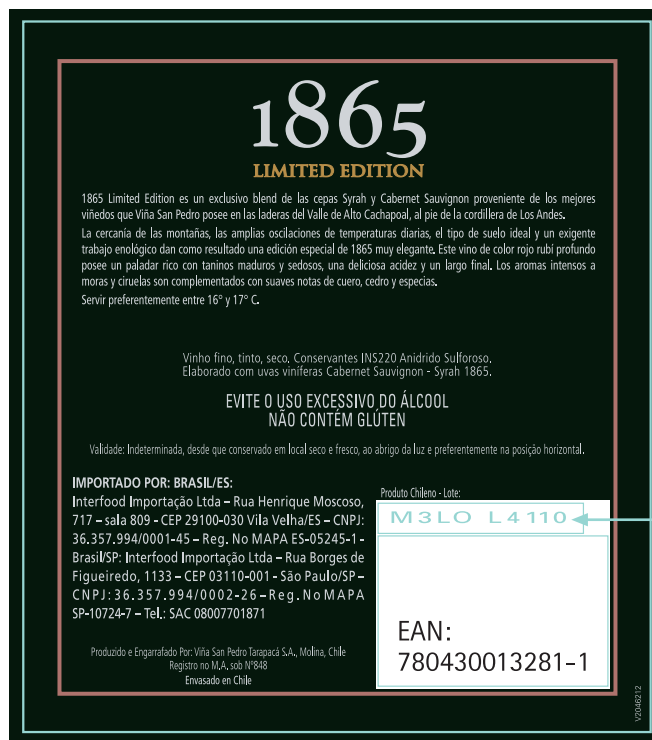 1865
LIMITED EDITION
1865 Limited Edition es un exclusivo blend de las cepas Syrah y Cabernet Sauvignon proveniente de los mejores
viñedos que Viña San Pedro posee en las laderas del Valle de Alto Cachapoal, al pie de la cordillera de Los Andes.
La cercanía de las montañas, las amplias oscilaciones de temperaturas diarias, el tipo de suelo ideal y un exigente
trabajo enológico dan como resultado una edición especial de 1865 muy elegante. Este vino de color rojo rubí profundo
posee un paladar rico con taninos maduros y sedosos, una deliciosa acidez y un largo final. Los aromas intensos a
moras y ciruelas son complementados con suaves notas de cuero, cedro y especias.
Servir preferentemente entre 16° y 17° C.
Vinho fino, tinto, seco. Conservantes INS220 Anidrido Sulforoso.
Elaborado com uvas viníferas Cabernet Sauvignon - Syrah 1865.
EVITE O USO EXCESSIVO DO ÁLCOOL
NÃO CONTÉM GLÚTEN
Validade: Indeterminada, desde que conservado em local seco e fresco, ao abrigo da luz e preferentemente na posição horizontal.
IMPORTADO POR: BRASIL/ES:
Interfood Importação Ltda – Rua Henrique Moscoso,
717 – sala 809 - CEP 29100-030 Vila Velha/ES – CNPJ:
36.357.994/0001-45 – Reg. No MAPA ES-05245-1 -
Brasil/SP: Interfood Importação Ltda – Rua Borges de
Figueiredo, 1133 – CEP 03110-001 - São Paulo/SP –
CNPJ: 36.357.994/0002-26 – Reg. No MAPA
SP-10724-7 – Tel.: SAC 08007701871
Produzido e Engarrafado Por: Viña San Pedro Tarapacá S.A., Molina, Chile
Registro no M.A. sob N°848
Envasado en Chile
Produto Chileno - Lote:
M3LO L4110
EAN:
780430013281-1
V2046212